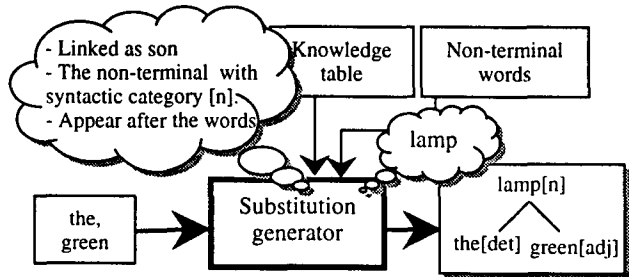 - Linked as son
- The non-terminal with
syntactic category [n].
- Appear after the words
Knowledge
table
Non-terminal
words
lamp
the,
green
Substitution
generator
lamp[n]
the[det] green[adj]